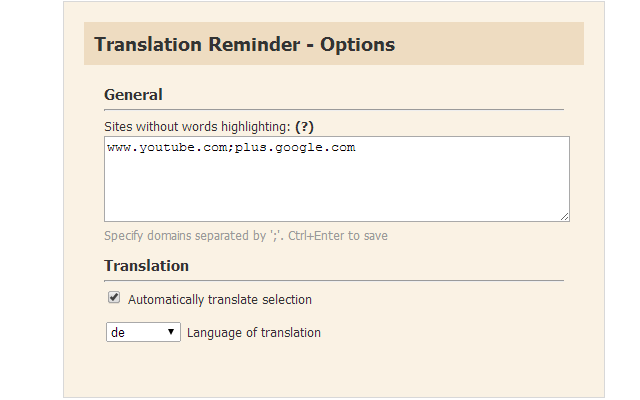 Translation Reminder - Options
General
Sites without words highlighting: (?)
www.youtube.com;plus.google.com
Specify domains separated by ';'. Ctrl+Enter to save
Translation
Automatically translate selection
de Language of translation